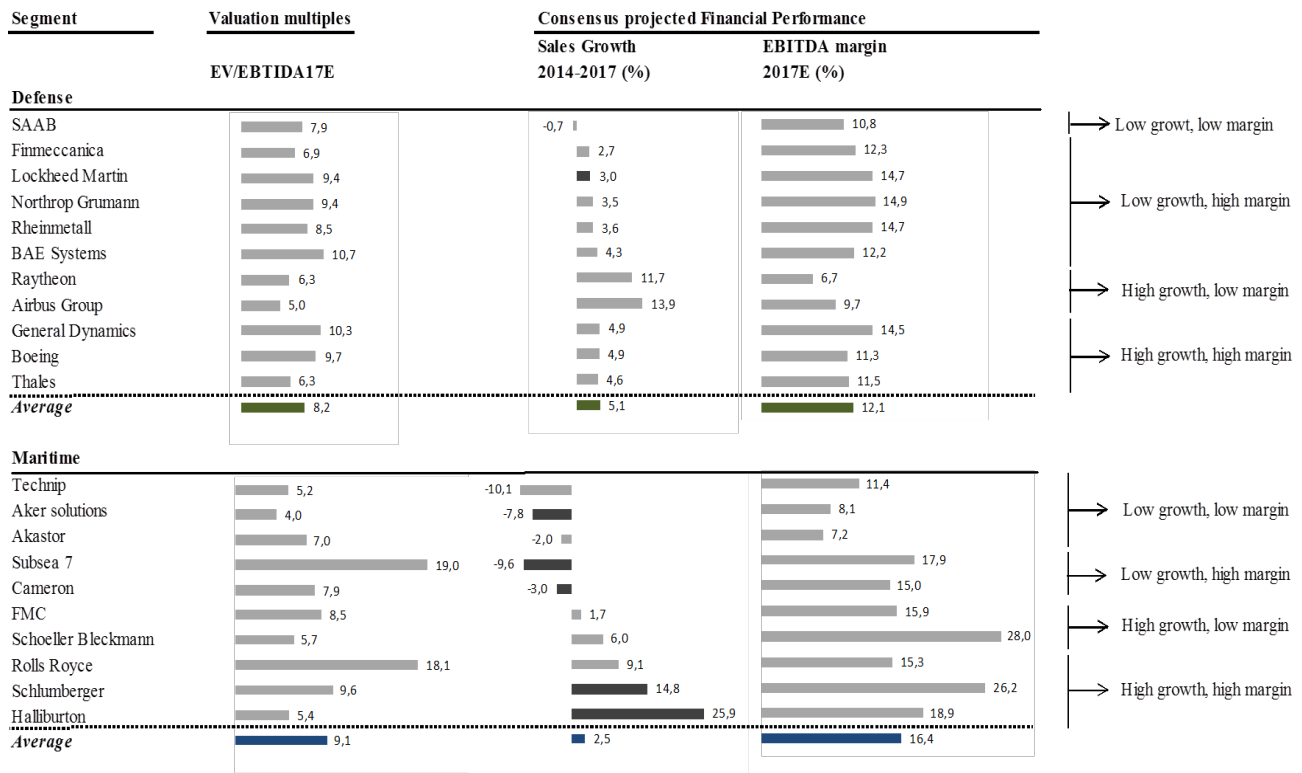 Segment Valuation multiples Consensus projected Financial Performance
Sales Growth EBITDA margin
EV/EBTIDA17E 2014-2017 (%) 2017E (%)
Defense
SAAB 7,9 -0,7 10,8 Low growt, low margin
Finmeccanica 6,9 2,7 12,3
Lockheed Martin 9,4 3,0 14,7
Northrop Grumann 9,4 3,5 14,9 Low growth, high margin
Rheinmetall 8,5 3,6 14,7
BAE Systems 10,7 4,3 12,2
Raytheon 6,3 11,7 6,7 High growth, low margin
Airbus Group 5,0 13,9 9,7
General Dynamics 10,3 4,9 14,5
Boeing 9,7 4,9 11,3 High growth, high margin
Thales 6,3 4,6 11,5
Average 8,2 5,1 12,1
Maritime
Technip 5,2 -10,1 11,4
Aker solutions 4,0 -7,8 8,1 Low growth, low margin
Akastor 7,0 -2,0 7,2
Subsea 7 19,0 -9,6 17,9 Low growth, high margin
Cameron 7,9 -3,0 15,0
FMC 8,5 1,7 15,9 High growth, low margin
Schoeller Bleckmann 5,7 6,0 28,0
Rolls Royce 18,1 9,1 15,3
Schlumberger 9,6 14,8 26,2 High growth, high margin
Halliburton 5,4 25,9 18,9
Average 9,1 2,5 16,4